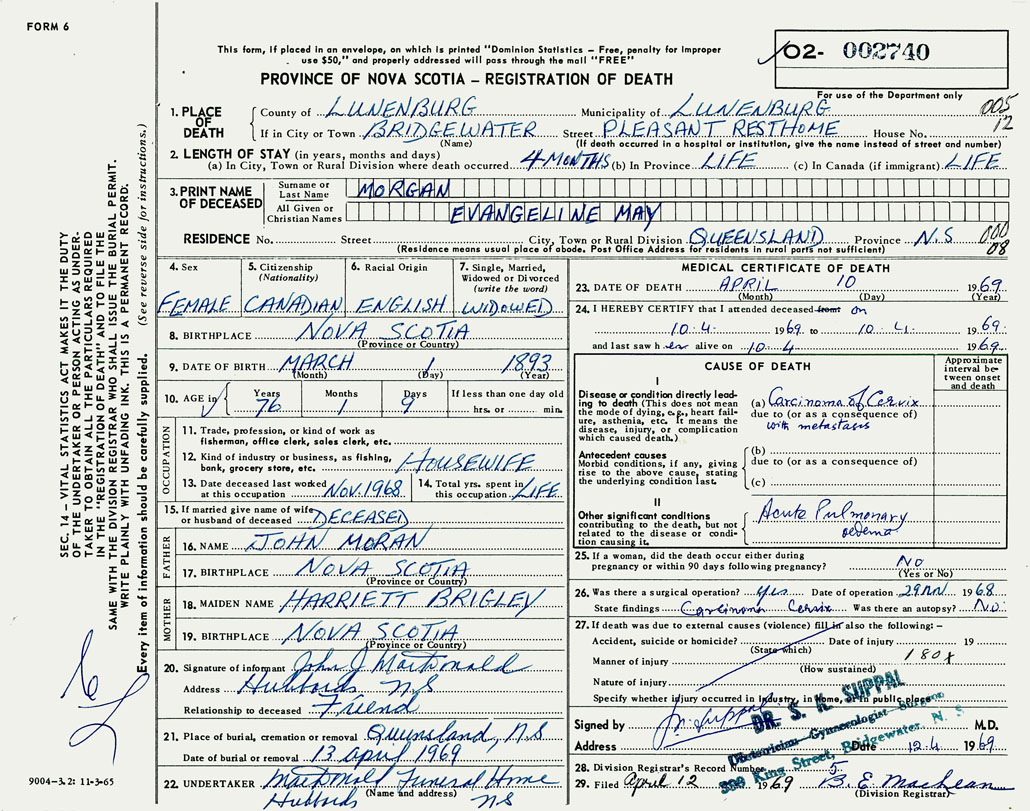 FORM 6
This form, if placed in an envelope, on which is printed "Dominion Statistics – Free, penalty for improper
use $50," and properly addressed will pass through the mail "FREE"
PROVINCE OF NOVA SCOTIA – REGISTRATION OF DEATH
02- 002740
For use of the Department only
005
12
1. PLACE OF DEATH
County of LUNENBURG Municipality of LUNENBURG
If in City or Town BRIDGEWATER Street PLEASANT RESTHOME House No.
(Name) (If death occurred in a hospital or institution, give the name instead of street and number)
2. LENGTH OF STAY (in years, months and days)
(a) In City, Town or Rural Division where death occurred 4 MONTHS (b) In Province LIFE (c) In Canada (if immigrant) LIFE
3. PRINT NAME OF DECEASED
Surname or Last Name MORGAN
All Given or Christian Names EVANGELINE MAY
RESIDENCE No. Street City, Town or Rural Division QUEENSLAND Province N.S
000
08
(Residence means usual place of abode. Post Office Address for residents in rural ports not sufficient)
4. Sex
FEMALE
5. Citizenship (Nationality)
CANADIAN
6. Racial Origin
ENGLISH
7. Single, Married, Widowed or Divorced (write the word)
WIDOWED
8. BIRTHPLACE NOVA SCOTIA
(Province or Country)
9. DATE OF BIRTH MARCH 1 1893
(Month) (Day) (Year)
10. AGE in Years Months Days If less than one day old
76 1 9 hrs. or min.
OCCUPATION
11. Trade, profession, or kind of work as
fisherman, office clerk, sales clerk, etc.
12. Kind of industry or business, as fishing,
bank, grocery store, etc. HOUSEWIFE
13. Date deceased last worked
at this occupation NOV. 1968
14. Total yrs. spent in
this occupation LIFE
15. If married give name of wife
or husband of deceased DECEASED
FATHER
16. NAME JOHN MORAN
17. BIRTHPLACE NOVA SCOTIA
(Province or Country)
MOTHER
18. MAIDEN NAME HARRIETT BRIGLEY
19. BIRTHPLACE NOVA SCOTIA
(Province or Country)
20. Signature of informant John J MacDonald
Address Hubbards NS
Relationship to deceased Friend
21. Place of burial, cremation or removal Queensland, N.S
Date of burial or removal 13 april 1969
22. UNDERTAKER MacDonald Funeral Home
(Name and address)
Hubbards NS
MEDICAL CERTIFICATE OF DEATH
23. DATE OF DEATH APRIL 10 1969
(Month) (Day) (Year)
24. I HEREBY CERTIFY that I attended deceased from on
10.4 1969 to 10.4. 1969
and last saw her alive on 10.4 1969.
CAUSE OF DEATH
Approximate interval between onset and death
I
Disease or condition directly leading
to death (This does not mean
the mode of dying, e.g., heart failure,
asthenia, etc. It means the
disease, injury, or complication
which caused death.)
(a) Carcinoma of Cervix
due to (or as a consequence of)
with metastasis
Antecedent causes
Morbid conditions, if any, giving
rise to the above cause, stating
the underlying condition last.
(b)
due to (or as a consequence of)
(c)
II
Other significant conditions
contributing to the death, but not
related to the disease or condition
causing it.
Acute Pulmonary
oedema
25. If a woman, did the death occur either during
pregnancy or within 90 days following pregnancy? No
(Yes or No)
26. Was there a surgical operation? yes Date of operation 29 Nov 1968
State findings Carcinoma Cervix Was there an autopsy? No
27. If death was due to external causes (violence) fill in also the following: –
Accident, suicide or homicide? Date of injury 19
(State which)
Manner of injury 180X
(How sustained)
Nature of injury
Specify whether injury occurred in industry, in home, or in public place
Signed by Dr. Suppal M.D.
DR. S. K. SUPPAL
Obstetrician-Gynecologist-Surgeon
King Street, Bridgewater, N. S.
Address Date 12.4 1969
28. Division Registrar's Record Number 5.
29. Filed April 12 1969 B. E. MacLean
(Division Registrar)
SEC. 14 – VITAL STATISTICS ACT MAKES IT THE DUTY
OF THE UNDERTAKER OR PERSON ACTING AS UNDERTAKER
TO OBTAIN ALL THE PARTICULARS REQUIRED
IN THE "REGISTRATION OF DEATH" AND TO FILE THE
SAME WITH THE DIVISION REGISTRAR WHO SHALL ISSUE THE BURIAL PERMIT.
WRITE PLAINLY WITH UNFADING INK. THIS IS A PERMANENT RECORD.
Every item of information should be carefully supplied. (See reverse side for instructions.)
9004-3.2: 11-3-65